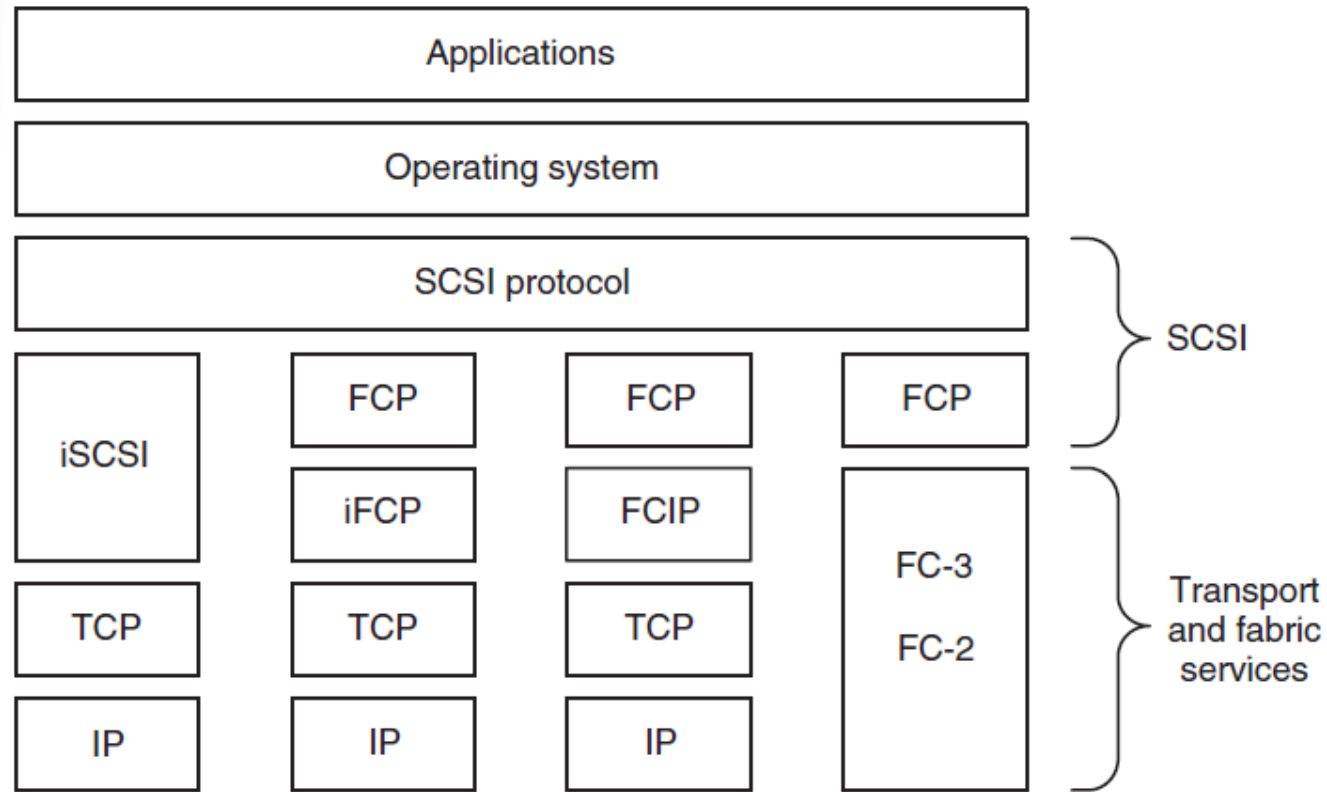 Applications
Operating system
SCSI protocol
SCSI
iSCSI
FCP
FCP
FCP
iFCP
FCIP
FC-3
FC-2
Transport
and fabric
services
TCP
TCP
TCP
IP
IP
IP